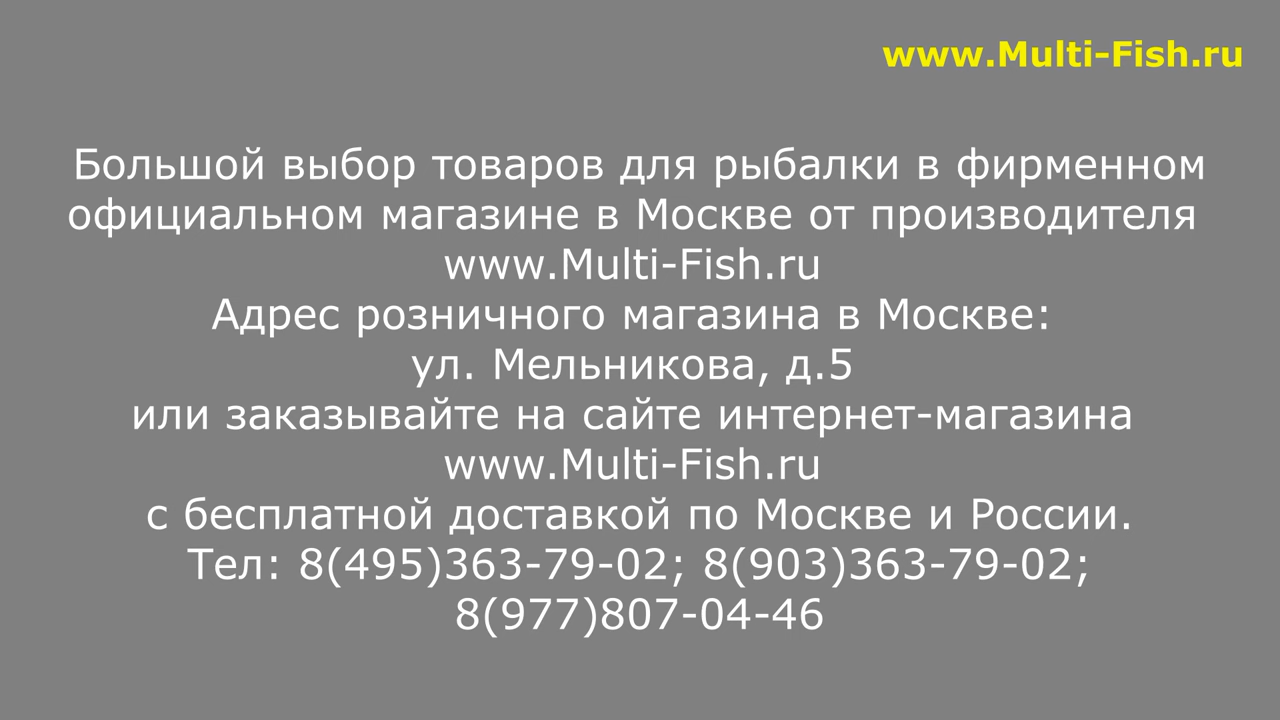 www.Multi-Fish.ru
Большой выбор товаров для рыбалки в фирменном
официальном магазине в Москве от производителя
www.Multi-Fish.ru
Адрес розничного магазина в Москве:
ул. Мельникова, д.5
или заказывайте на сайте интернет-магазина
www.Multi-Fish.ru
с бесплатной доставкой по Москве и России.
Тел: 8(495)363-79-02; 8(903)363-79-02;
8(977)807-04-46